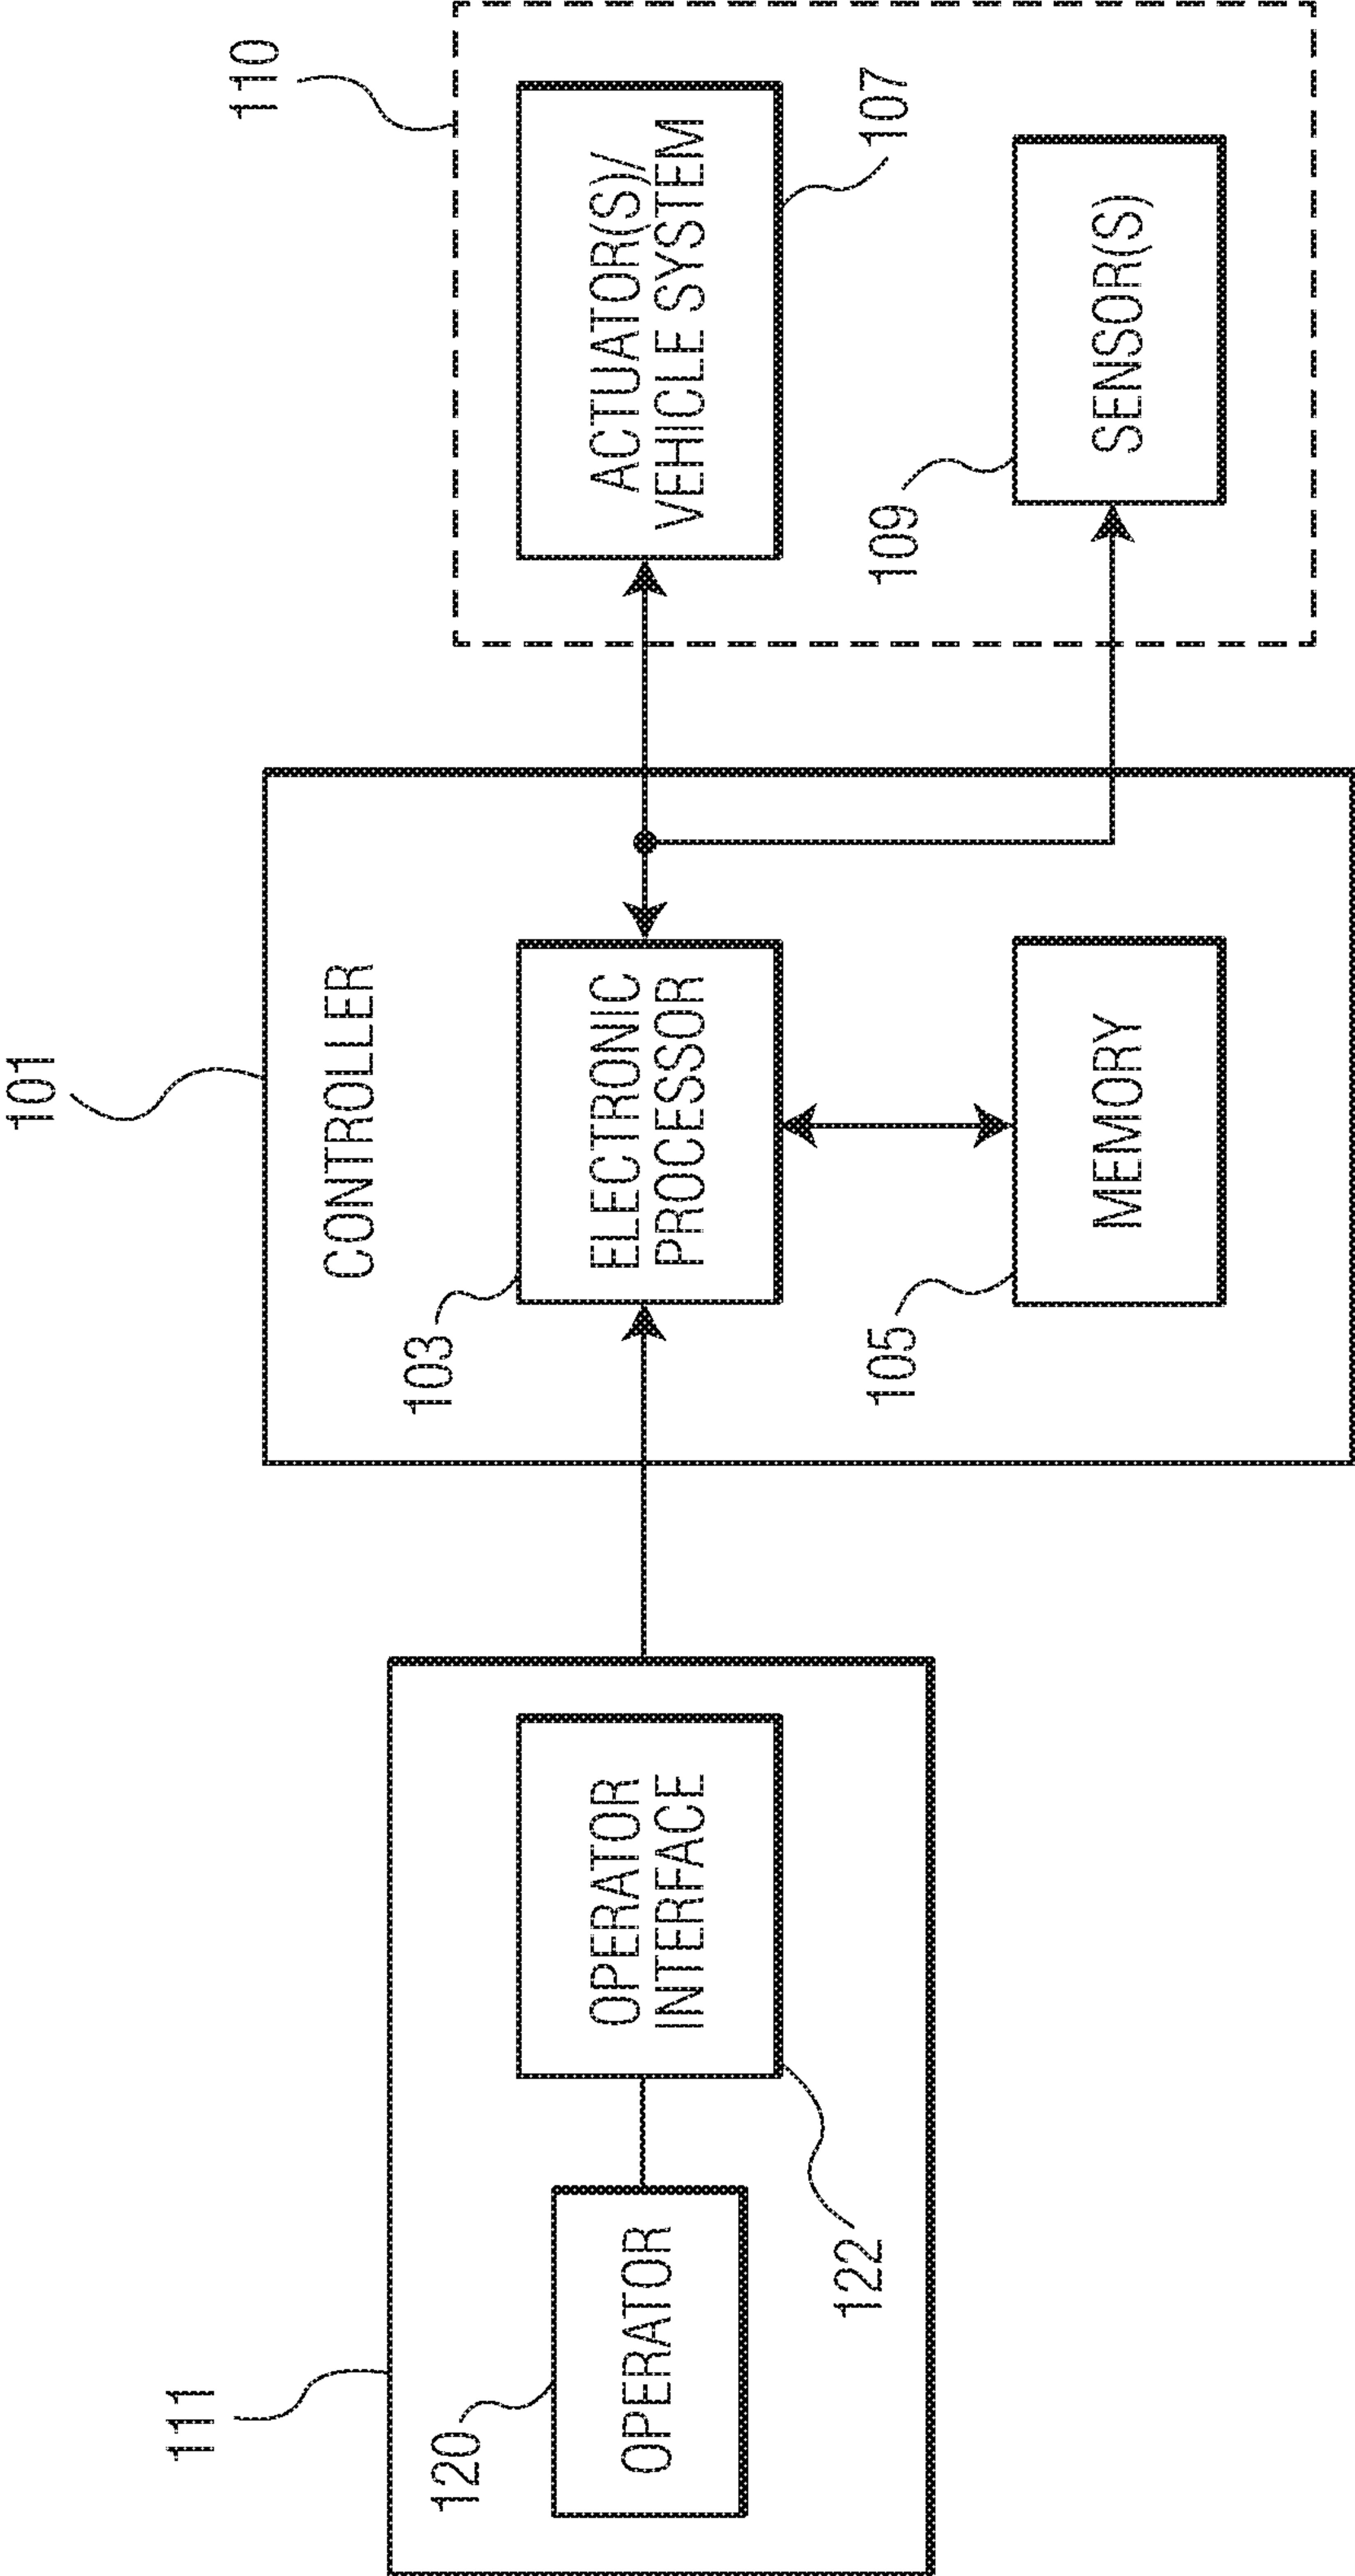 111
120
OPERATOR
OPERATOR
INTERFACE
122
101
CONTROLLER
103
ELECTRONIC
PROCESSOR
105
MEMORY
110
ACTUATOR(S)/
VEHICLE SYSTEM
107
109
SENSOR(S)